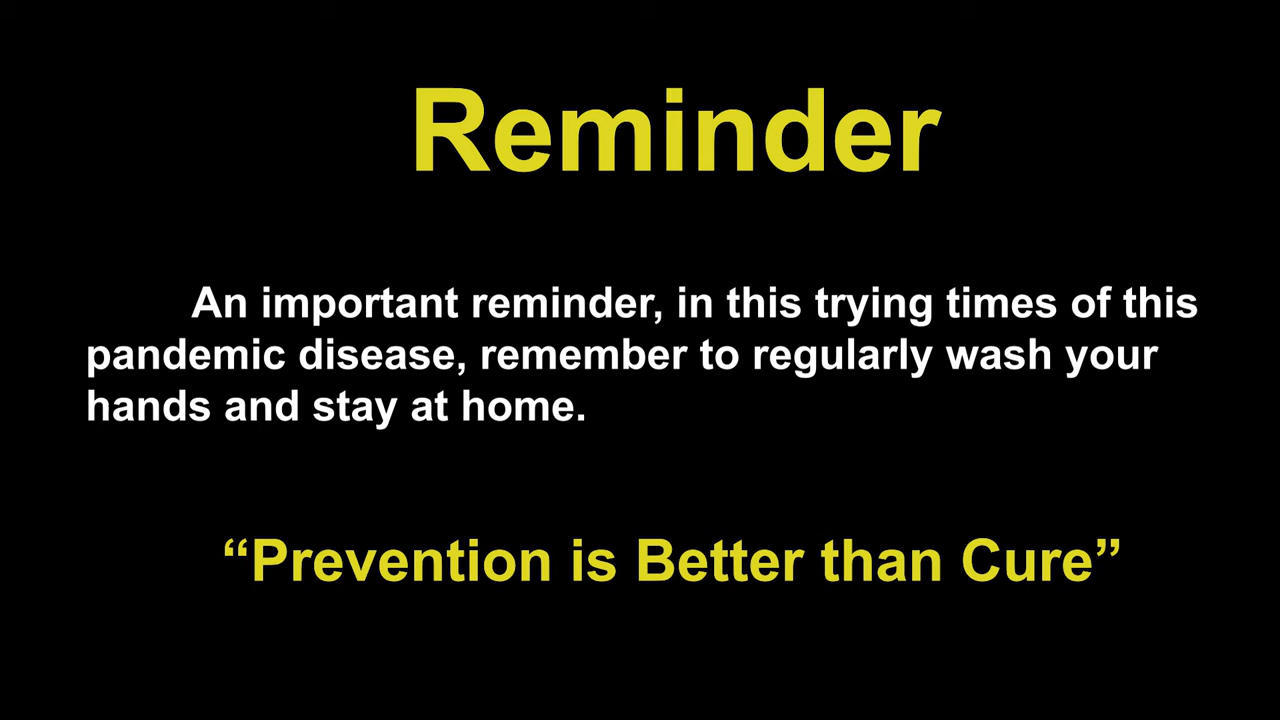 Reminder
An important reminder, in this trying times of this
pandemic disease, remember to regularly wash your
hands and stay at home.
“Prevention is Better than Cure”